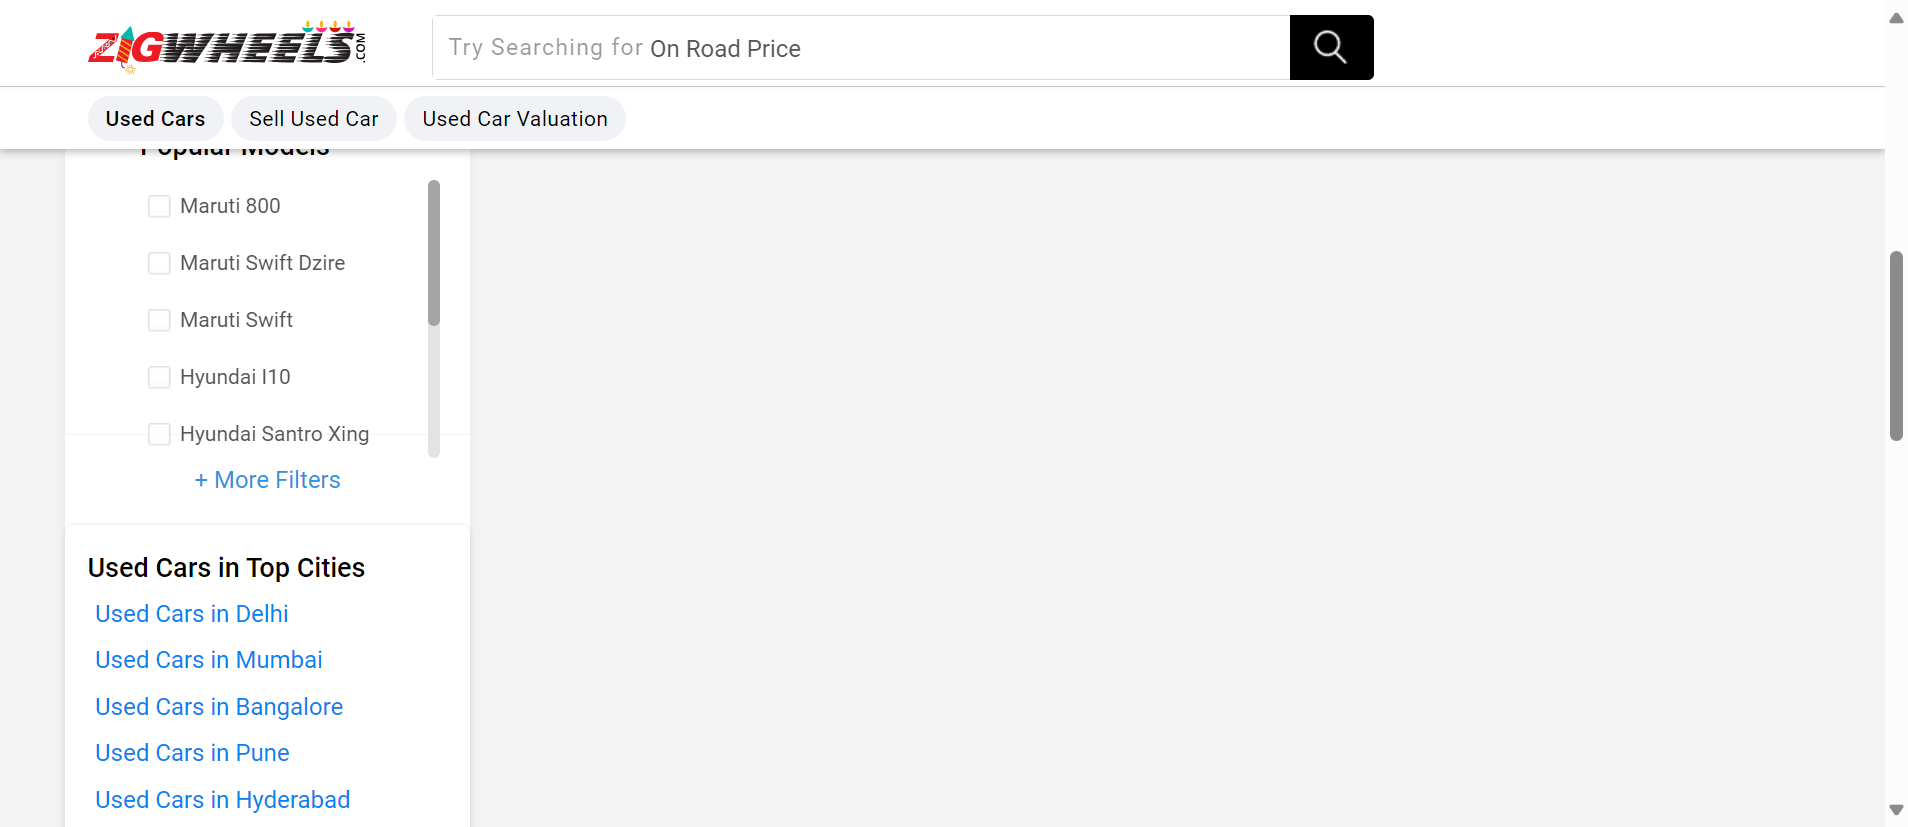 ZIGWHEELS.COM
Try Searching for On Road Price
Used Cars Sell Used Car Used Car Valuation
Popular Models
Maruti 800
Maruti Swift Dzire
Maruti Swift
Hyundai I10
Hyundai Santro Xing
+ More Filters
Used Cars in Top Cities
Used Cars in Delhi
Used Cars in Mumbai
Used Cars in Bangalore
Used Cars in Pune
Used Cars in Hyderabad